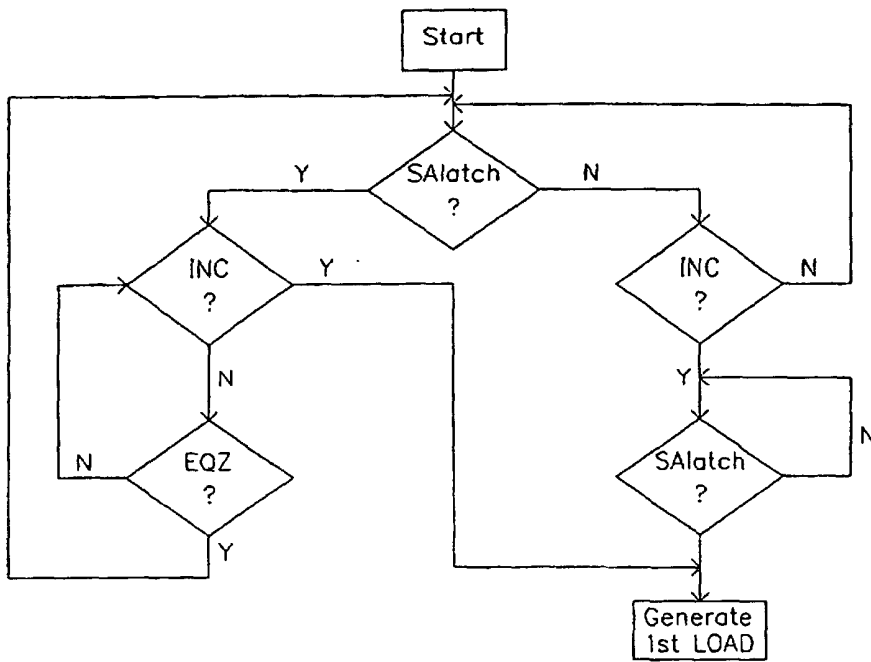 Start
SAlatch
?
Y
N
INC
?
Y
INC
?
N
N
Y
EQZ
?
N
SAlatch
?
N
Y
Generate
1st LOAD